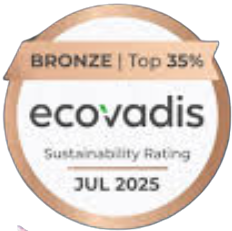 BRONZE | Top 35%
ecovadis
Sustainability Rating
JUL 2025